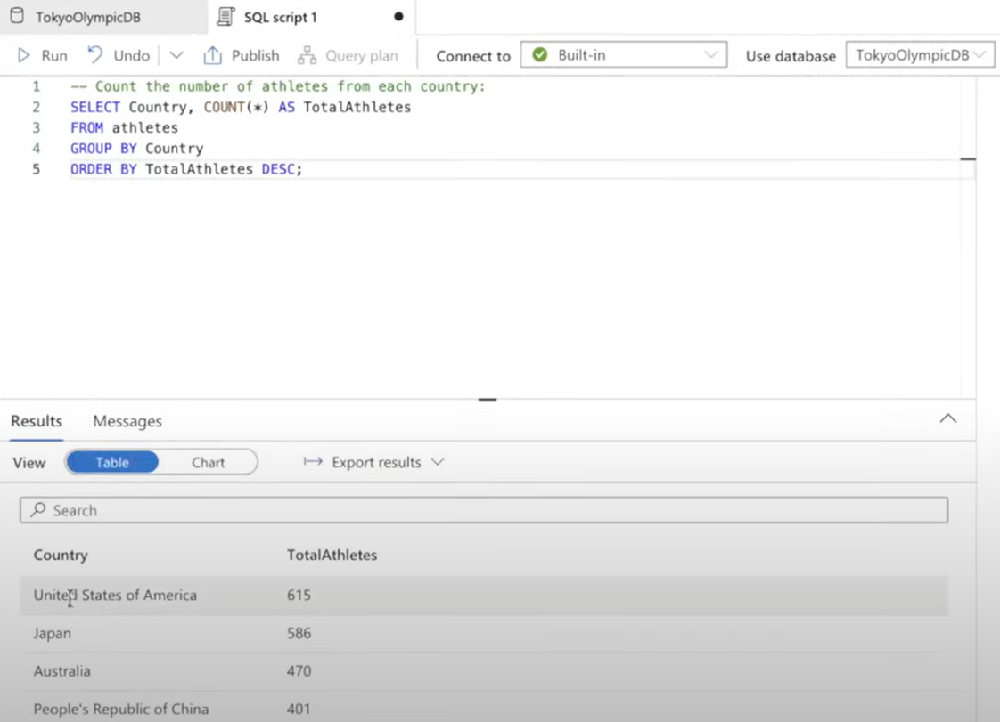 TokyoOlympicDB SQL script 1
Run Undo Publish Query plan Connect to Built-in Use database TokyoOlympicDB
1 -- Count the number of athletes from each country:
2 SELECT Country, COUNT(*) AS TotalAthletes
3 FROM athletes
4 GROUP BY Country
5 ORDER BY TotalAthletes DESC;
Results Messages
View Table Chart Export results
Search
Country TotalAthletes
United States of America 615
Japan 586
Australia 470
People's Republic of China 401